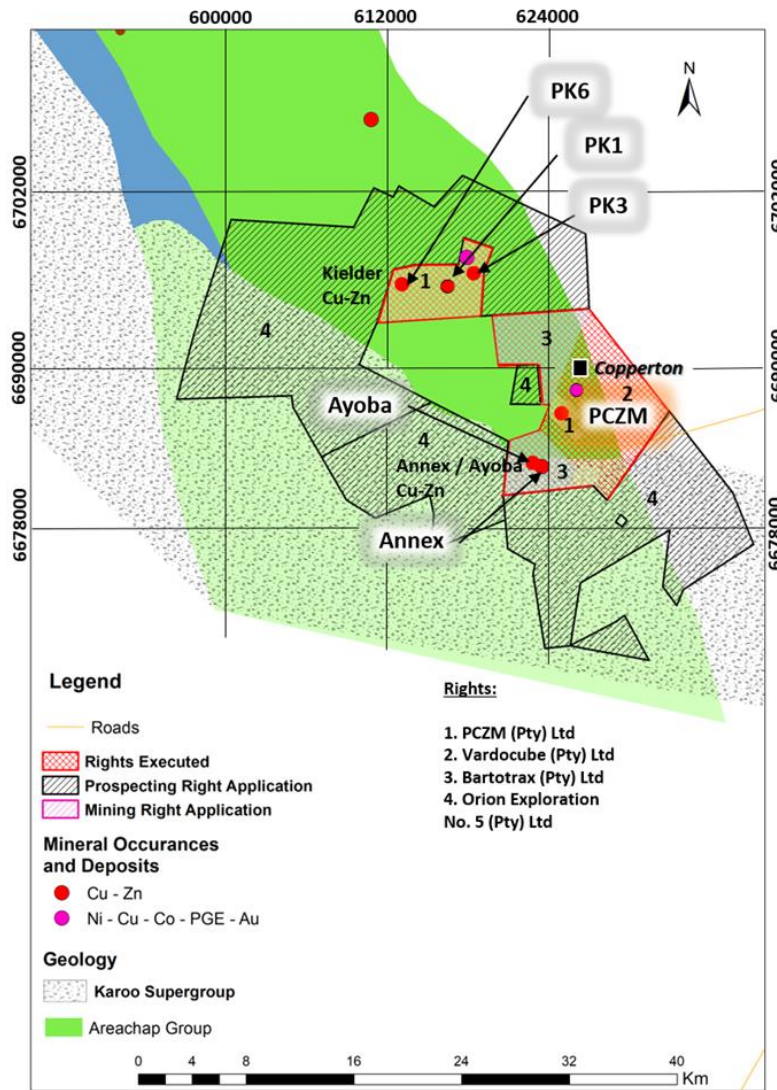 600000
612000
624000
N
PK6
PK1
PK3
6702000
6702000
Kielder
Cu-Zn
1
4
3
4
Copperton
2
PCZM
1
6690000
6690000
Ayoba
4
Annex / Ayoba
Cu-Zn
3
4
Annex
6678000
6678000
Legend
Roads
Rights Executed
Prospecting Right Application
Mining Right Application
Mineral Occurances
and Deposits
Cu - Zn
Ni - Cu - Co - PGE - Au
Geology
Karoo Supergroup
Areachap Group
Rights:
1. PCZM (Pty) Ltd
2. Vardocube (Pty) Ltd
3. Bartotrax (Pty) Ltd
4. Orion Exploration
No. 5 (Pty) Ltd
0 4 8 16 24 32 40
Km